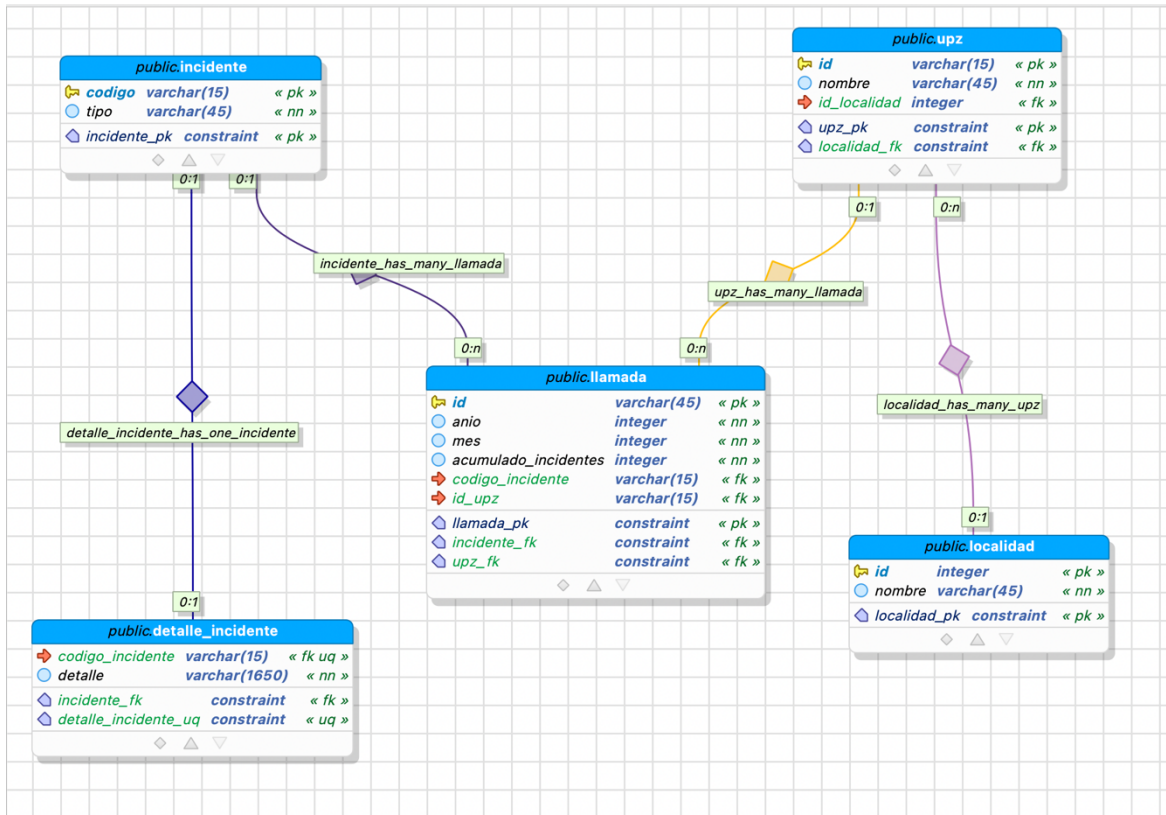 public.incidente
codigo varchar(15) « pk »
tipo varchar(45) « nn »
incidente_pk constraint « pk »
0:1 0:1
public.upz
id varchar(15) « pk »
nombre varchar(45) « nn »
id_localidad integer « fk »
upz_pk constraint « pk »
localidad_fk constraint « fk »
0:1 0:n
incidente_has_many_llamada
upz_has_many_llamada
0:n 0:n
public.llamada
id varchar(45) « pk »
anio integer « nn »
mes integer « nn »
acumulado_incidentes integer « nn »
codigo_incidente varchar(15) « fk »
id_upz varchar(15) « fk »
llamada_pk constraint « pk »
incidente_fk constraint « fk »
upz_fk constraint « fk »
localidad_has_many_upz
detalle_incidente_has_one_incidente
0:1
public.localidad
id integer « pk »
nombre varchar(45) « nn »
localidad_pk constraint « pk »
0:1
public.detalle_incidente
codigo_incidente varchar(15) « fk uq »
detalle varchar(1650) « nn »
incidente_fk constraint « fk »
detalle_incidente_uq constraint « uq »